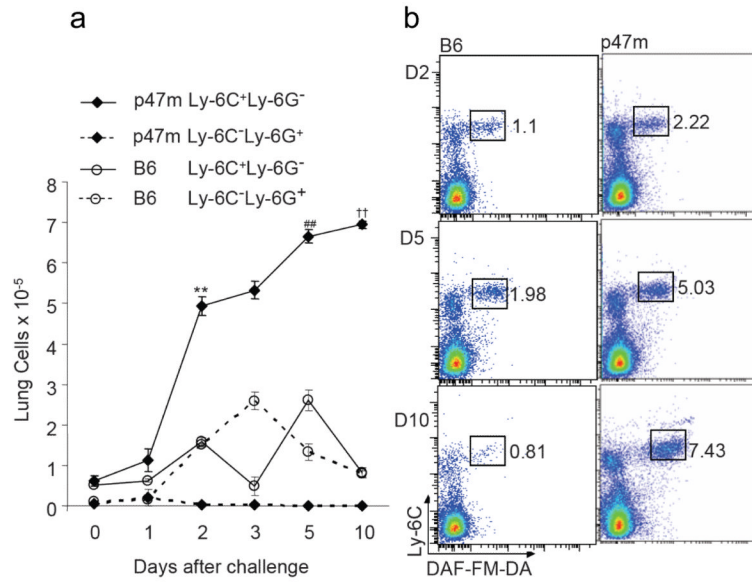 a
p47m Ly-6C⁺Ly-6G⁻
p47m Ly-6C⁻Ly-6G⁺
B6 Ly-6C⁺Ly-6G⁻
B6 Ly-6C⁻Ly-6G⁺
8
7
6
5
4
3
2
1
0
** ## ††
Lung Cells x 10⁻⁵
0 1 2 3 5 10
Days after challenge
b
B6 p47m
D2
1.1 2.22
D5
1.98 5.03
D10
0.81 7.43
Ly-6C
DAF-FM-DA